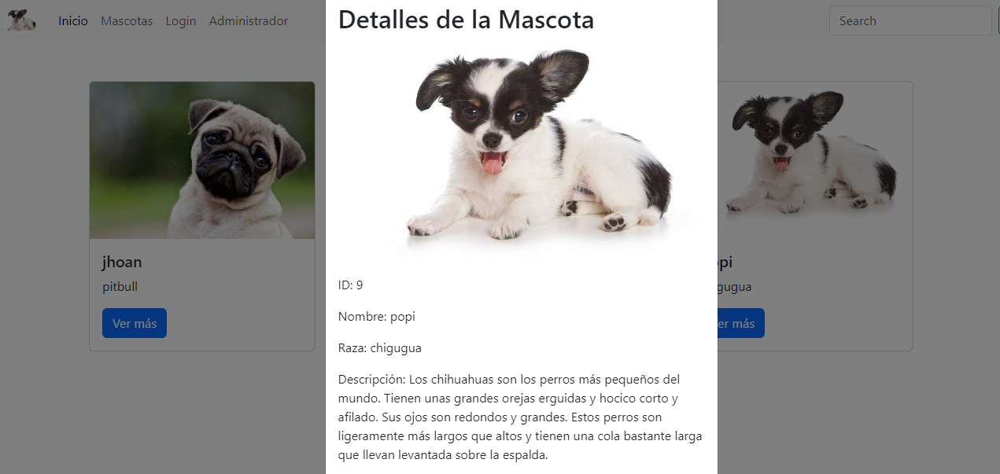 Inicio Mascotas Login Administrador
Search
Detalles de la Mascota
ID: 9
Nombre: popi
Raza: chigugua
Descripción: Los chihuahuas son los perros más pequeños del
mundo. Tienen unas grandes orejas erguidas y hocico corto y
afilado. Sus ojos son redondos y grandes. Estos perros son
ligeramente más largos que altos y tienen una cola bastante larga
que llevan levantada sobre la espalda.
jhoan
pitbull
Ver más
opi
gugua
er más